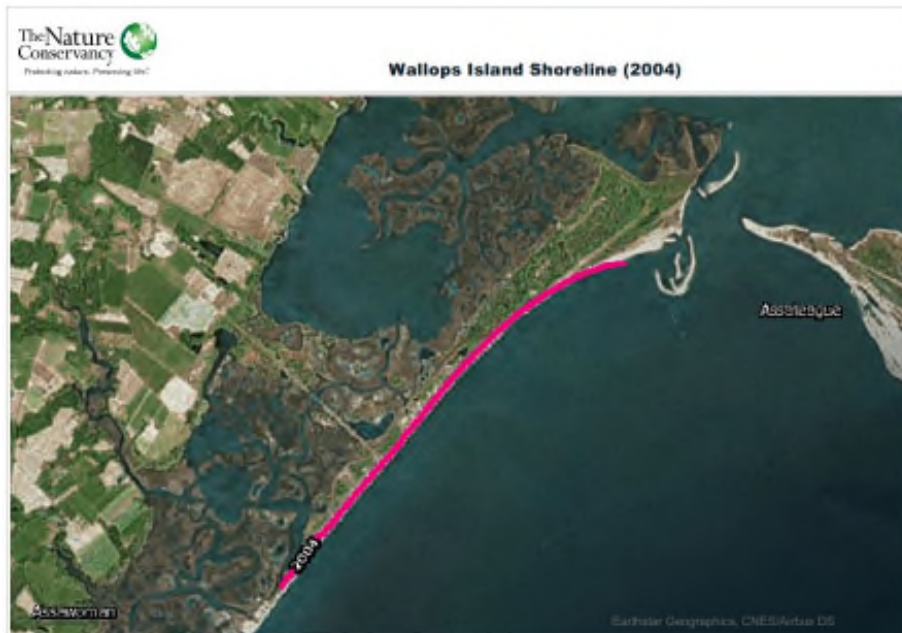 The Nature
Conservancy
Protecting nature. Preserving life.
Wallops Island Shoreline (2004)
Assateague
2004
Assawoman
Earthstar Geographics, CNES/Airbus DS